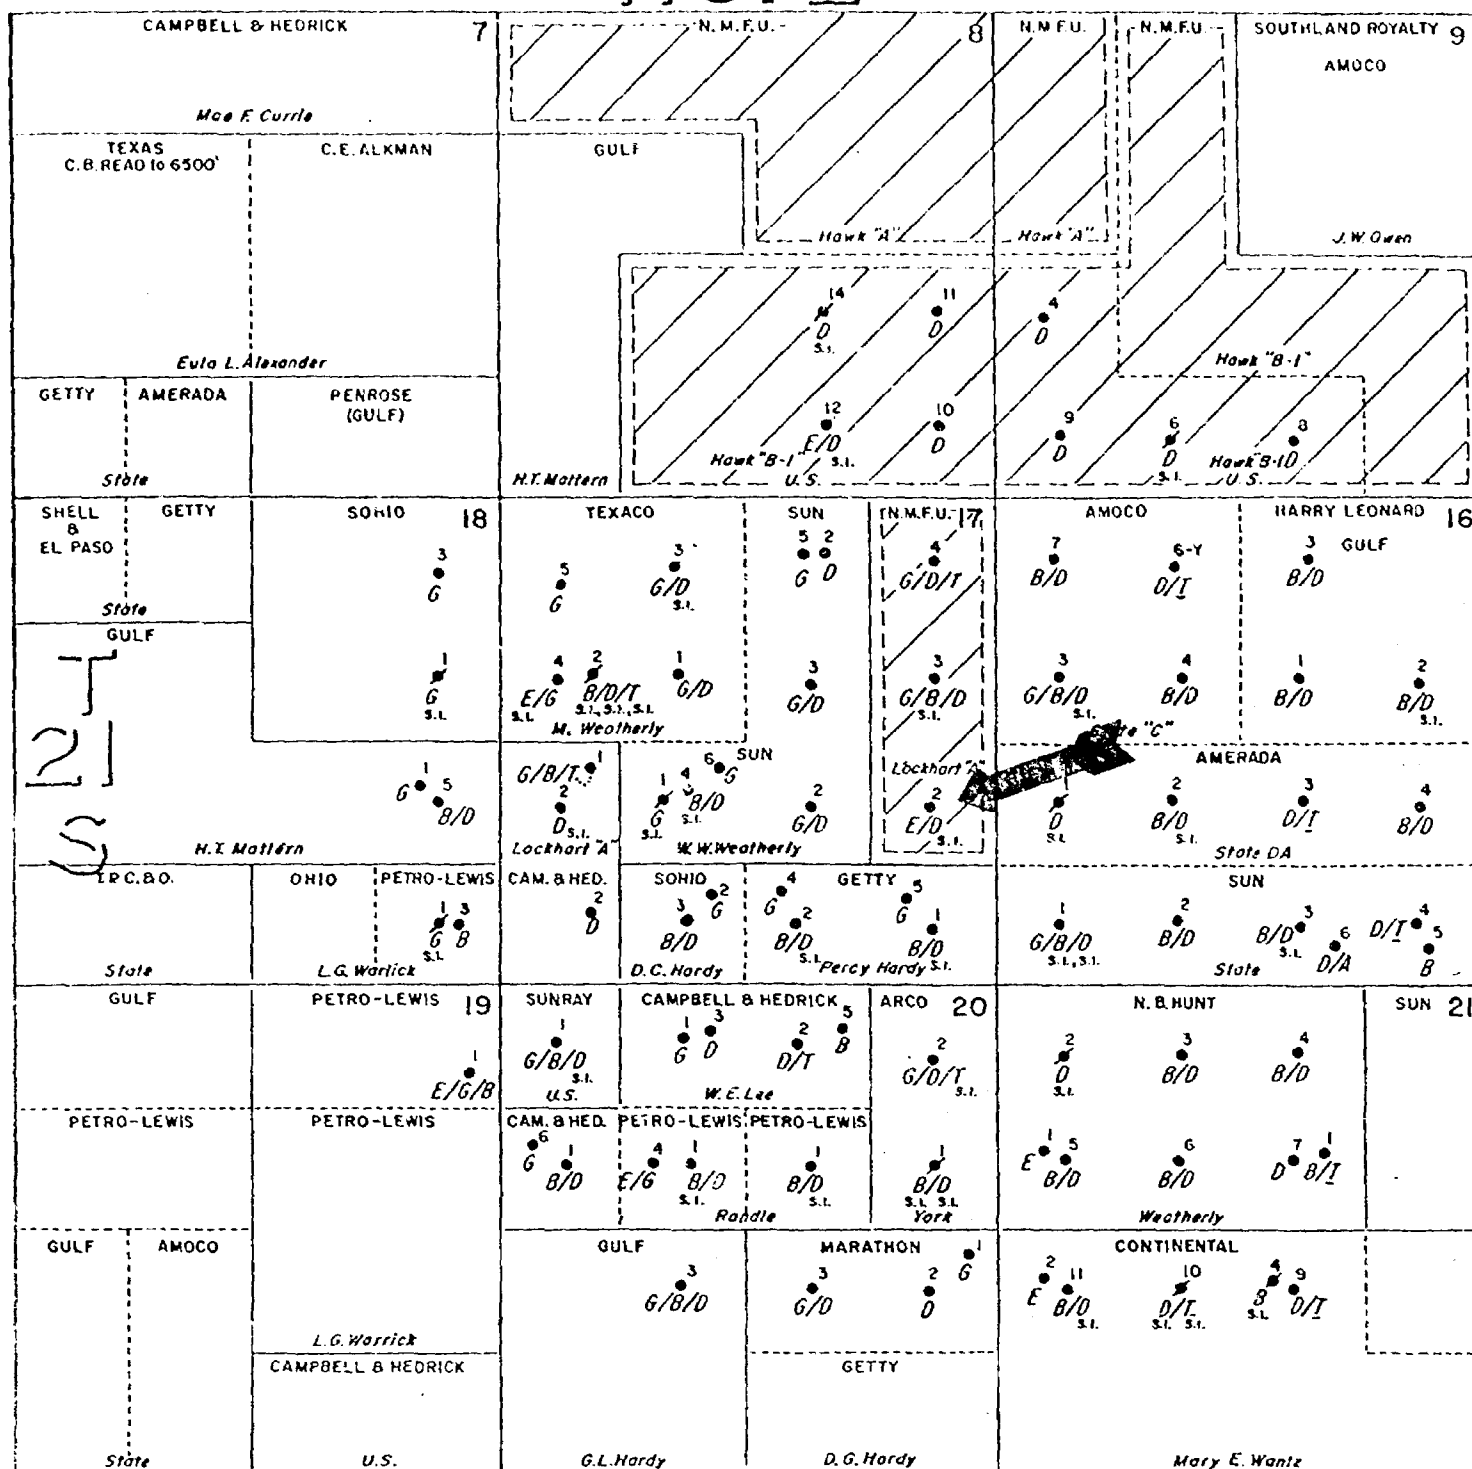 CAMPBELL & HEDRICK 7
Mae F. Currie
TEXAS
C.B. READ to 6500'
C.E. ALKMAN
Eula L. Alexander
GETTY
AMERADA
State
PENROSE
(GULF)
N.M.F.U. 8
N.M.F.U.
N.M.F.U.
SOUTHLAND ROYALTY 9
AMOCO
J.W. Owen
GULF
H.T. Mattern
Hawk "A"
Hawk "A"
14
D
S.I.
11
D
4
D
Hawk "B-1"
12
E/D
S.I.
10
D
9
D
6
D
S.I.
8
D
Hawk "B-1"
U.S.
Hawk B-1
U.S.
SHELL
&
EL PASO
GETTY
State
SOHIO 18
3
G
1
G
S.I.
TEXACO
5
G
3
G/D
S.I.
4
E/G
S.I.
2
B/D/T
S.I., S.I., S.I.
1
G/D
M. Weatherly
SUN
5
G
2
D
3
G/D
N.M.F.U. 17
4
G/D/T
3
G/B/D
S.I.
Lockhart "A"
2
E/D
S.I.
AMOCO
7
B/D
6-Y
D/T
3
G/B/D
S.I.
4
B/D
"C"
HARRY LEONARD 16
GULF
3
B/D
1
B/D
2
B/D
S.I.
GULF
T
21
S
1
G
5
B/D
H.T. Mattern
G/B/T
1
2
D
S.I.
Lockhart "A"
SUN
6
G
1
G
S.I.
4
B/D
S.I.
2
G/D
W.W. Weatherly
AMERADA
D
S.I.
2
B/D
S.I.
3
D/T
4
B/D
State DA
OHIO
PETRO-LEWIS
1
G
S.I.
3
B
State
L.G. Warlick
CAM. & HED.
2
D
SOHIO
2
G
3
B/D
D.C. Hardy
GETTY
4
G
2
B/D
S.I.
5
G
1
B/D
S.I.
Percy Hardy
SUN
1
G/B/D
S.I., S.I.
2
B/D
3
B/D
S.I.
6
D/A
4
D/T
5
B
State
GULF
PETRO-LEWIS 19
1
E/G/B
SUNRAY
1
G/B/D
S.I.
U.S.
CAMPBELL & HEDRICK
1
G
3
D
2
D/T
5
B
W.E. Lee
ARCO 20
2
G/D/T
S.I.
N.B. HUNT
2
D
S.I.
3
B/D
4
B/D
SUN 21
PETRO-LEWIS
PETRO-LEWIS
CAM. & HED.
6
G
1
B/D
PETRO-LEWIS
4
E/G
1
B/D
S.I.
PETRO-LEWIS
1
B/D
S.I.
Randle
1
B/D
S.I. S.I.
York
1
E
5
B/D
6
B/D
7
D
1
B/T
Weatherly
GULF
AMOCO
State
L.G. Warrick
CAMPBELL & HEDRICK
U.S.
GULF
3
G/B/D
G.L. Hardy
MARATHON
3
G/D
2
D
1
G
GETTY
D.G. Hardy
CONTINENTAL
2
E
11
B/D
S.I.
10
D/T
S.I. S.I.
4
B
S.I.
9
D/T
Mary E. Wantz